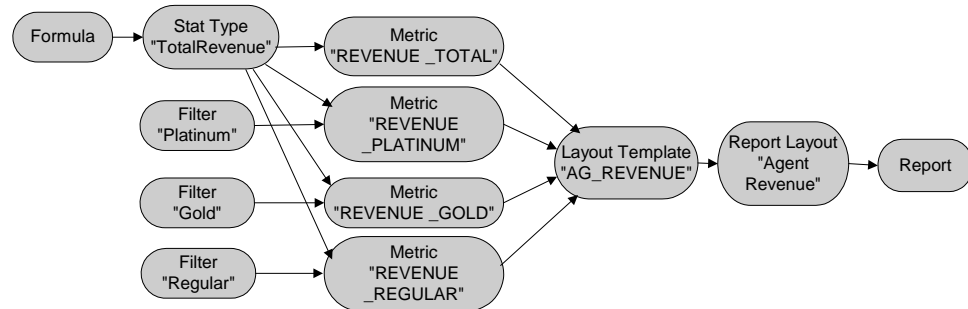 Formula
Stat Type
"TotalRevenue"
Metric
"REVENUE _TOTAL"
Filter
"Platinum"
Metric
"REVENUE
_PLATINUM"
Filter
"Gold"
Metric
"REVENUE _GOLD"
Filter
"Regular"
Metric
"REVENUE
_REGULAR"
Layout Template
"AG_REVENUE"
Report Layout
"Agent
Revenue"
Report